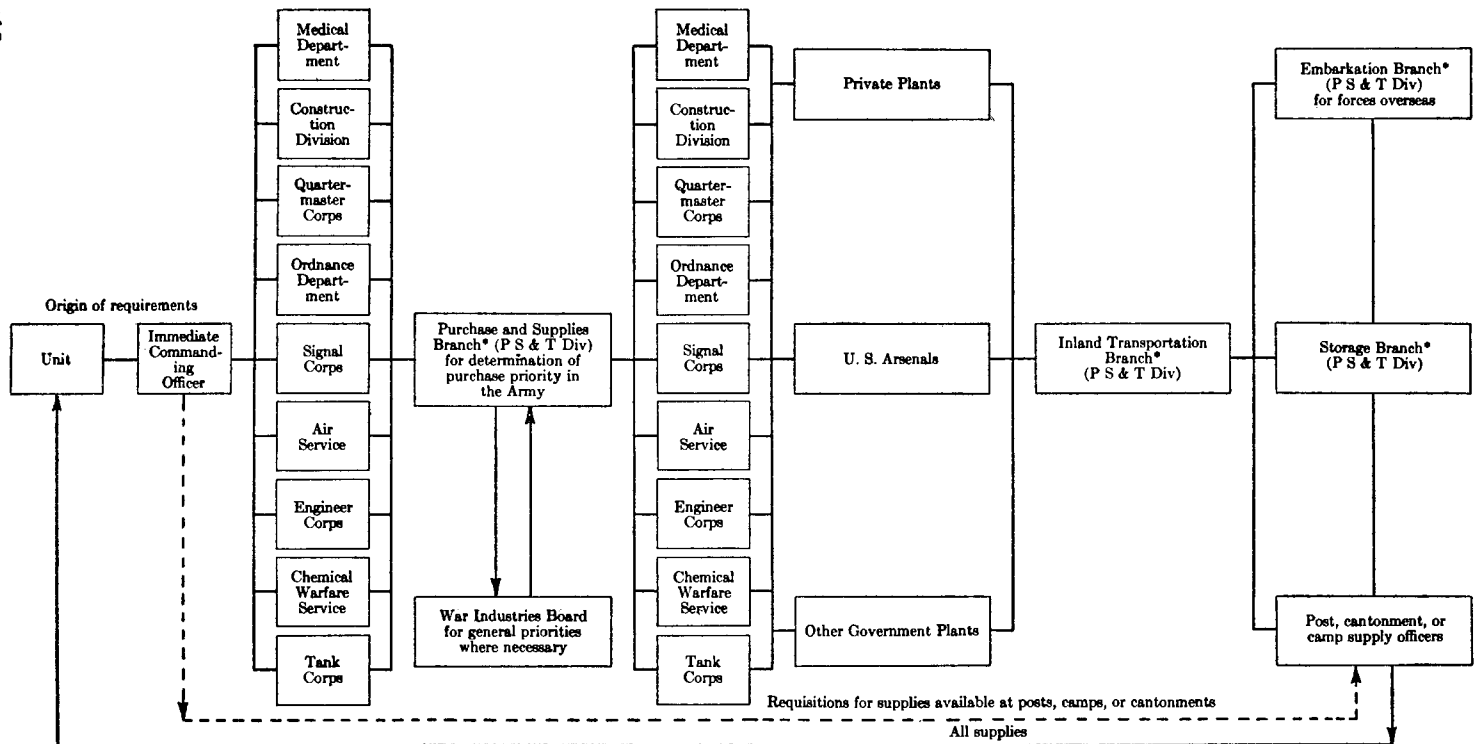 Origin of requirements
Unit
Immediate
Command-
ing
Officer
Medical
Depart-
ment
Construc-
tion
Division
Quarter-
master
Corps
Ordnance
Depart-
ment
Signal
Corps
Air
Service
Engineer
Corps
Chemical
Warfare
Service
Tank
Corps
Purchase and Supplies
Branch* (P S & T Div)
for determination of
purchase priority in
the Army
War Industries Board
for general priorities
where necessary
Medical
Depart-
ment
Construc-
tion
Division
Quarter-
master
Corps
Ordnance
Depart-
ment
Signal
Corps
Air
Service
Engineer
Corps
Chemical
Warfare
Service
Tank
Corps
Private Plants
U. S. Arsenals
Other Government Plants
Inland Transportation
Branch*
(P S & T Div)
Embarkation Branch*
(P S & T Div)
for forces overseas
Storage Branch*
(P S & T Div)
Post, cantonment, or
camp supply officers
Requisitions for supplies available at posts, camps, or cantonments
All supplies